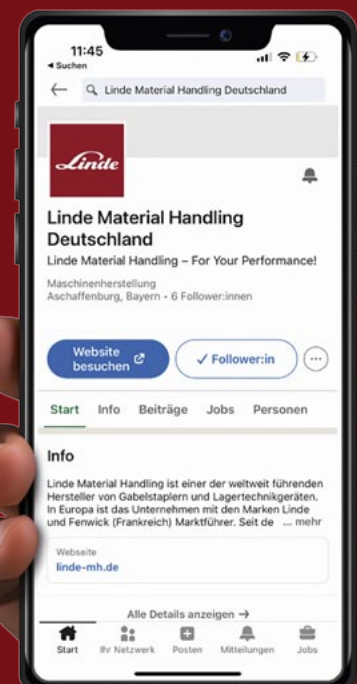 11:45
◄ Suchen
Linde Material Handling Deutschland
Linde
Linde Material Handling
Deutschland
Linde Material Handling – For Your Performance!
Maschinenherstellung
Aschaffenburg, Bayern • 6 Follower:innen
Website
besuchen
✓ Follower:in
Start Info Beiträge Jobs Personen
Info
Linde Material Handling ist einer der weltweit führenden
Hersteller von Gabelstaplern und Lagertechnikgeräten.
In Europa ist das Unternehmen mit den Marken Linde
und Fenwick (Frankreich) Marktführer. Seit de ... mehr
Webseite
linde-mh.de
Alle Details anzeigen →
Start Ihr Netzwerk Posten Mitteilungen Jobs